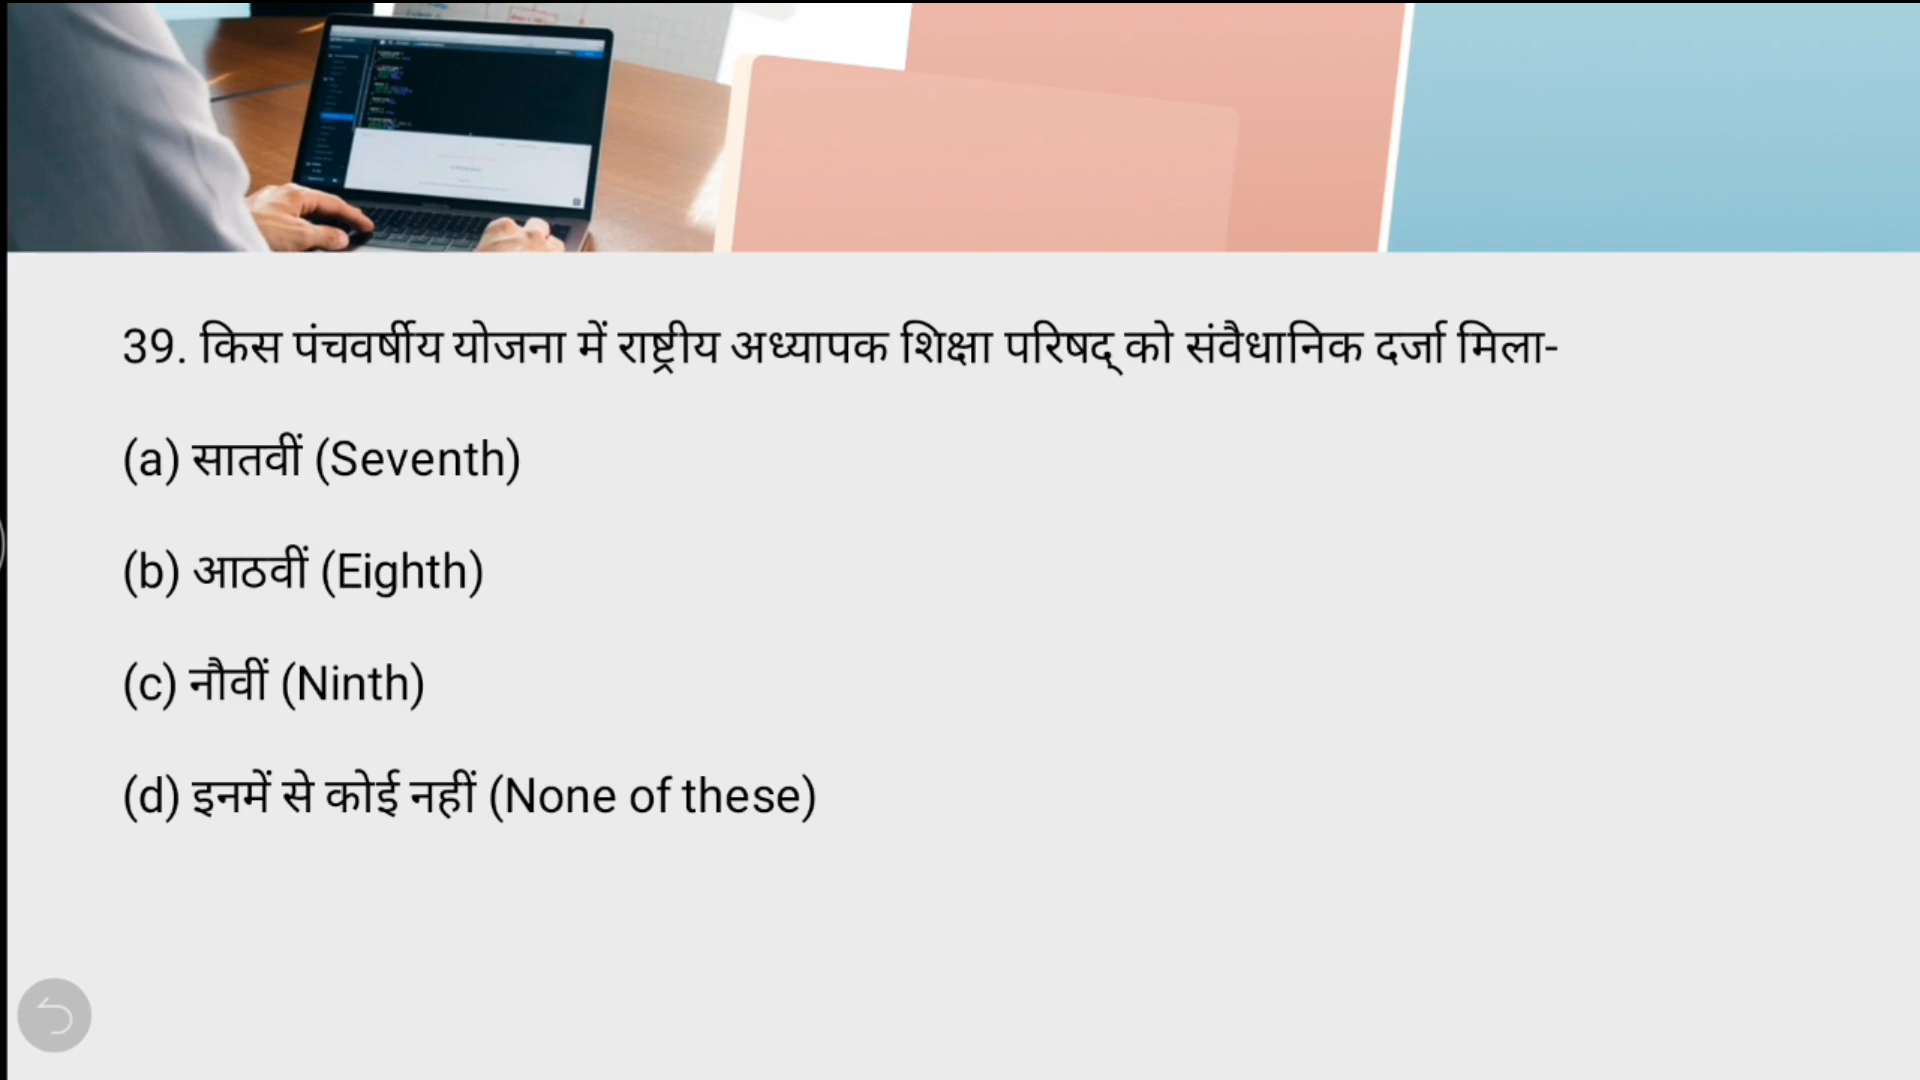 39. किस पंचवर्षीय योजना में राष्ट्रीय अध्यापक शिक्षा परिषद् को संवैधानिक दर्जा मिला-
(a) सातवीं (Seventh)
(b) आठवीं (Eighth)
(c) नौवीं (Ninth)
(d) इनमें से कोई नहीं (None of these)